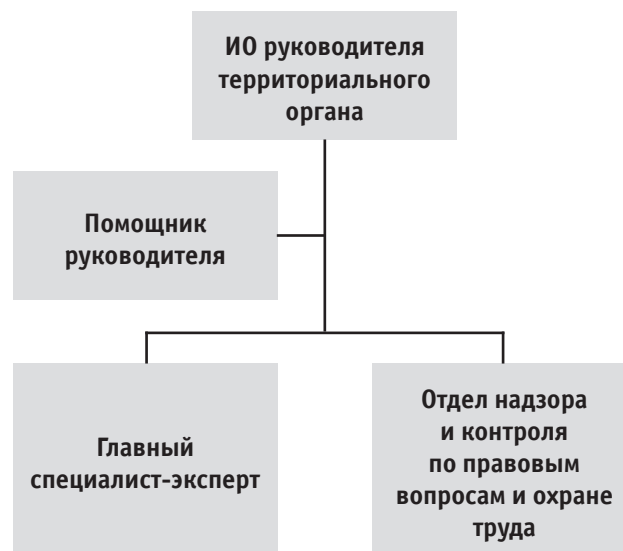 ИО руководителя
территориального
органа
Помощник
руководителя
Главный
специалист-эксперт
Отдел надзора
и контроля
по правовым
вопросам и охране
труда